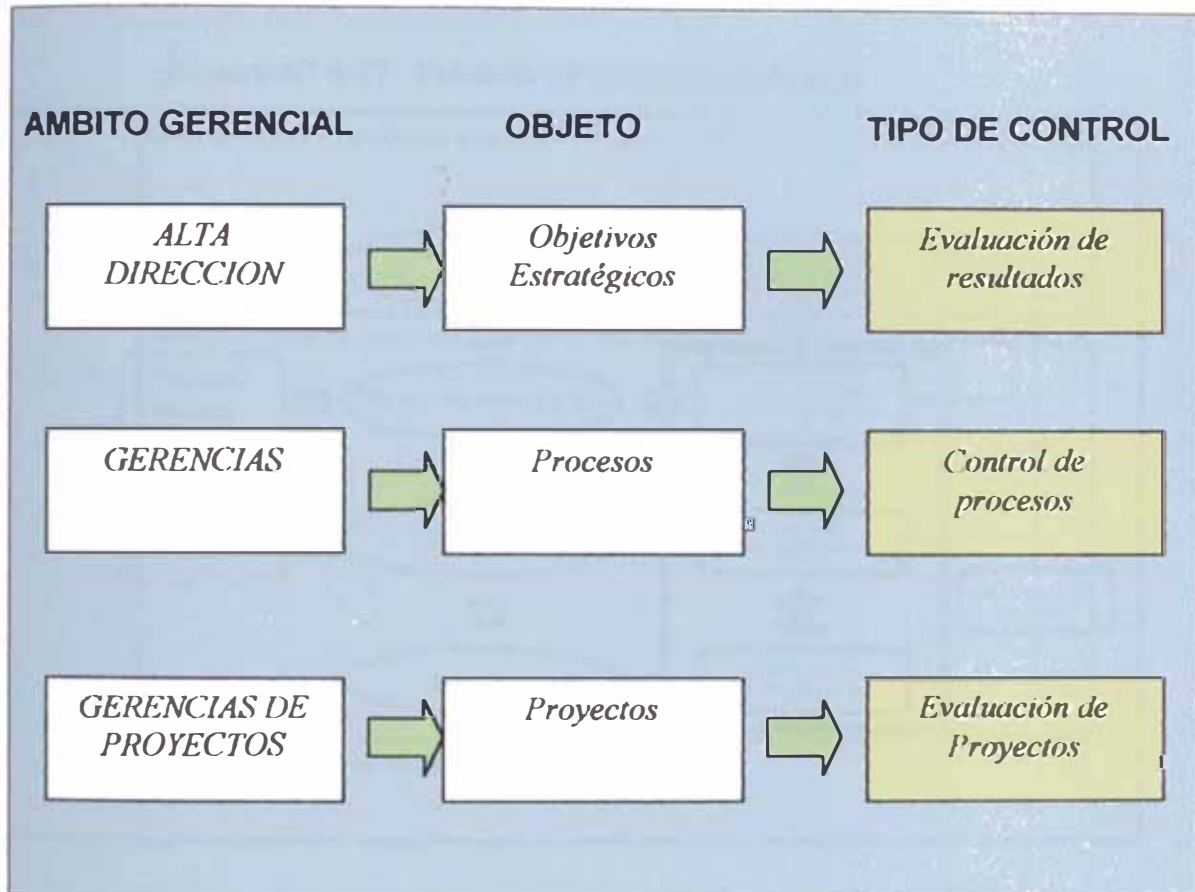 AMBITO GERENCIAL
OBJETO
TIPO DE CONTROL
ALTA
DIRECCION
Objetivos
Estratégicos
Evaluación de
resultados
GERENCIAS
Procesos
Control de
procesos
GERENCIAS DE
PROYECTOS
Proyectos
Evaluación de
Proyectos